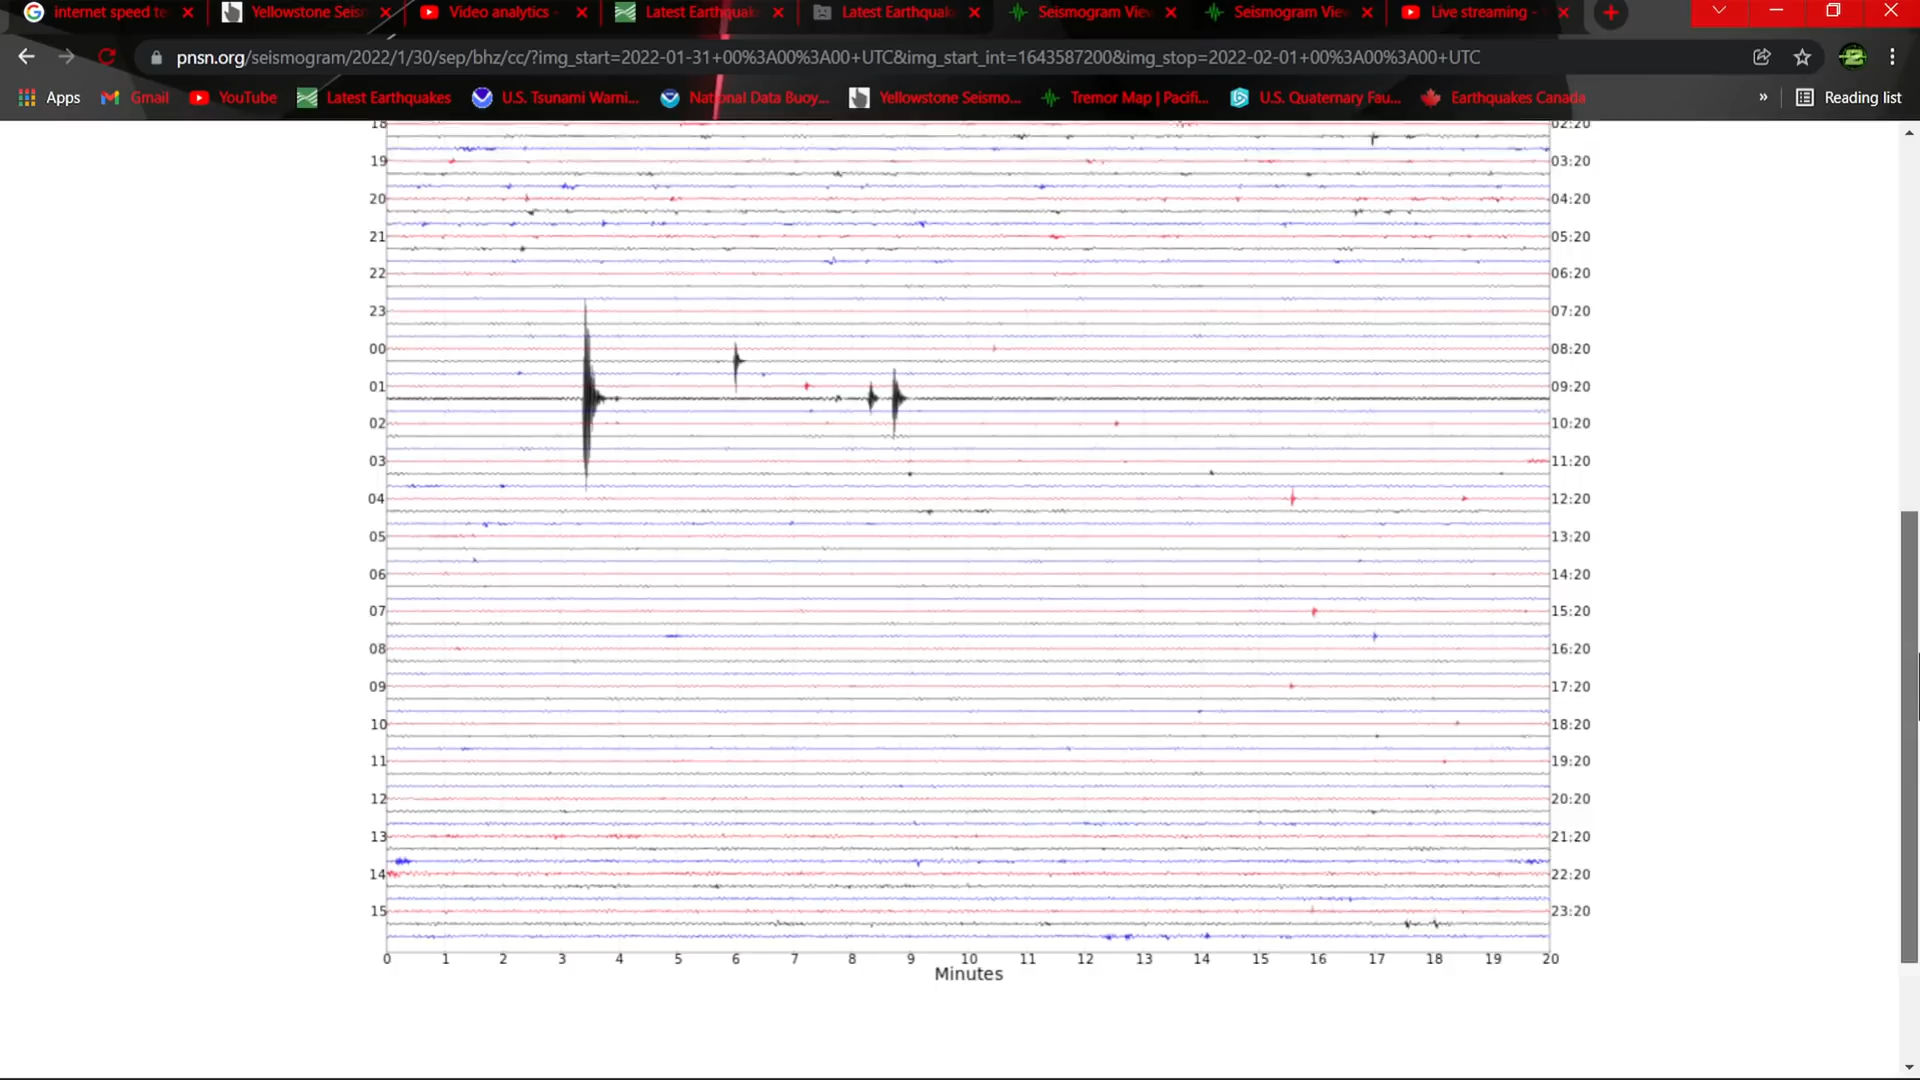 internet speed te
Yellowstone Seisn
Video analytics -
Latest Earthquak
Latest Earthquak
Seismogram View
Seismogram View
Live streaming -
pnsn.org/seismogram/2022/1/30/sep/bhz/cc/?img_start=2022-01-31+00%3A00%3A00+UTC&img_start_int=1643587200&img_stop=2022-02-01+00%3A00%3A00+UTC
Apps Gmail YouTube Latest Earthquakes U.S. Tsunami Warni... National Data Buoy... Yellowstone Seismo... Tremor Map | Pacifi... U.S. Quaternary Fau... Earthquakes Canada » Reading list
18 02:20
19 03:20
20 04:20
21 05:20
22 06:20
23 07:20
00 08:20
01 09:20
02 10:20
03 11:20
04 12:20
05 13:20
06 14:20
07 15:20
08 16:20
09 17:20
10 18:20
11 19:20
12 20:20
13 21:20
14 22:20
15 23:20
0 1 2 3 4 5 6 7 8 9 10 11 12 13 14 15 16 17 18 19 20
Minutes